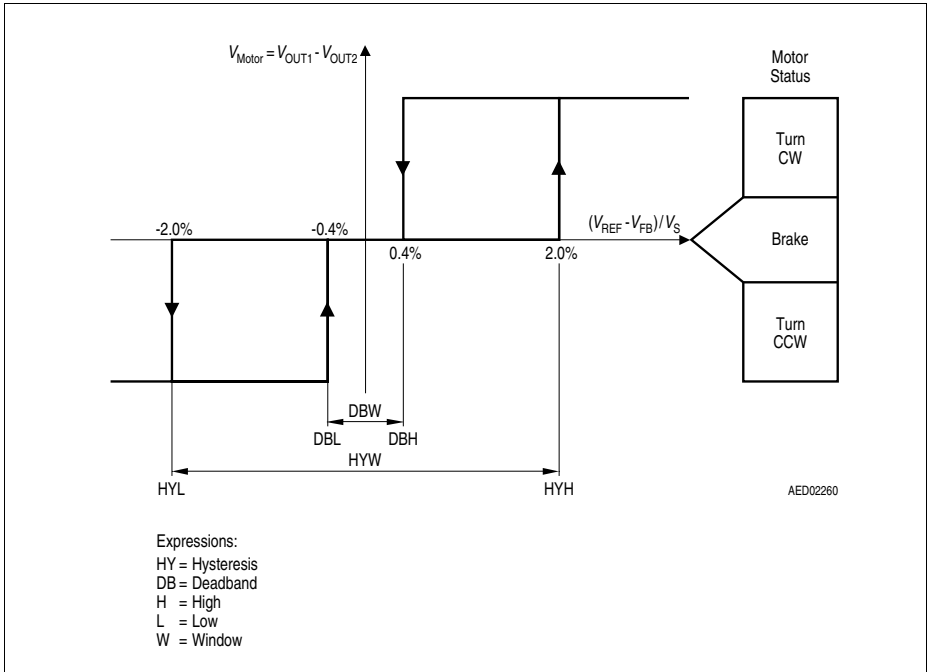 V_Motor = V_OUT1 - V_OUT2
Motor
Status
Turn
CW
-2.0%
-0.4%
(V_REF - V_FB) / V_S
Brake
0.4%
2.0%
Turn
CCW
DBW
DBL
DBH
HYW
HYL
HYH
AED02260
Expressions:
HY = Hysteresis
DB = Deadband
H = High
L = Low
W = Window